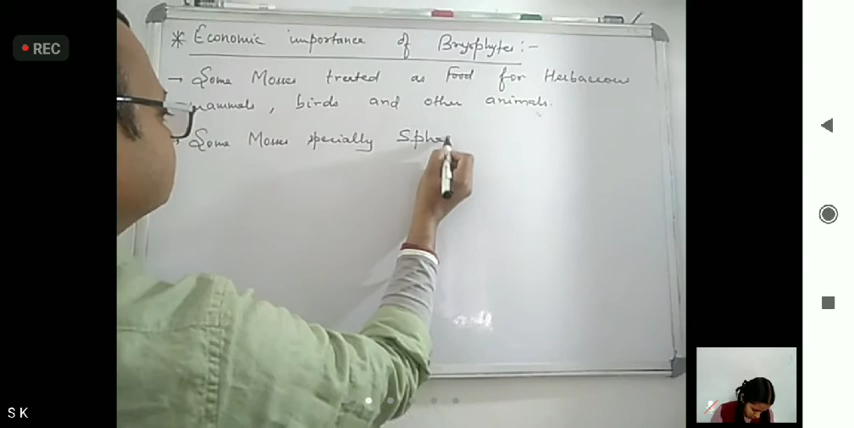 REC
* Economic importance of Bryophytes:-
→ Some Mosses treated as Food for Herbaceous
mammals, birds and other animals.
Some Mosses specially Spha
S K